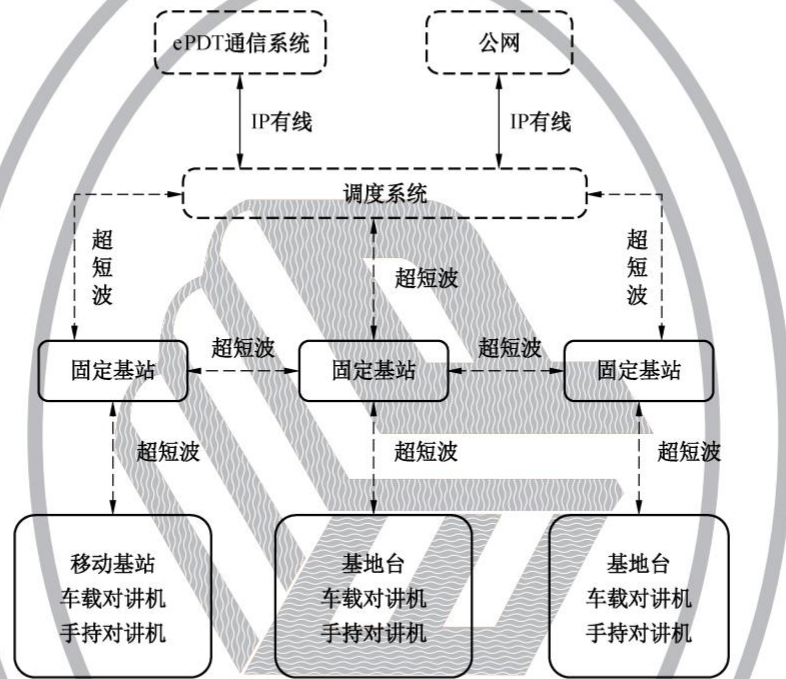 ePDT通信系统
公网
IP有线
IP有线
调度系统
超短波
超短波
超短波
超短波
超短波
固定基站
固定基站
固定基站
超短波
超短波
超短波
移动基站
车载对讲机
手持对讲机
基地台
车载对讲机
手持对讲机
基地台
车载对讲机
手持对讲机